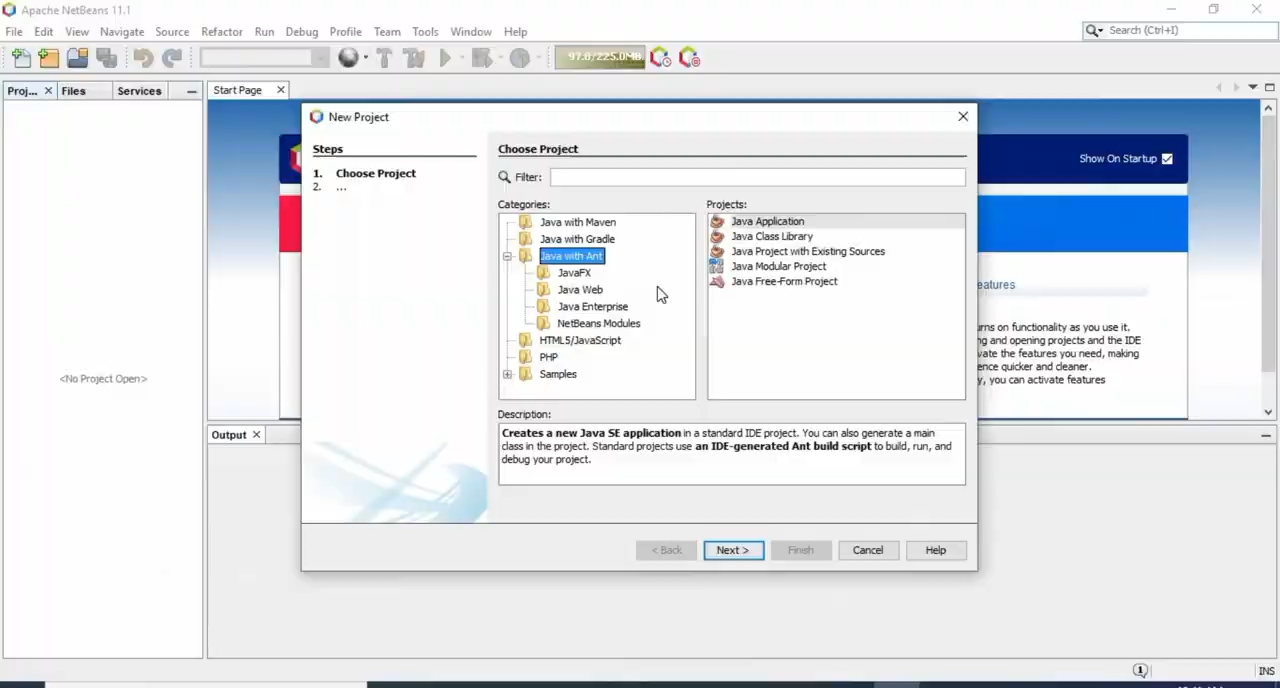 Apache NetBeans 11.1
File Edit View Navigate Source Refactor Run Debug Profile Team Tools Window Help
Search (Ctrl+I)
97.0/225.0MB
Proj... Files Services
Start Page
New Project
Show On Startup
Steps
1. Choose Project
2. ...
Choose Project
Filter:
Categories:
Java with Maven
Java with Gradle
Java with Ant
JavaFX
Java Web
Java Enterprise
NetBeans Modules
HTML5/JavaScript
PHP
Samples
Projects:
Java Application
Java Class Library
Java Project with Existing Sources
Java Modular Project
Java Free-Form Project
eatures
rns on functionality as you use it.
ng and opening projects and the IDE
vate the features you need, making
ence quicker and cleaner.
y, you can activate features
<No Project Open>
Description:
Creates a new Java SE application in a standard IDE project. You can also generate a main
class in the project. Standard projects use an IDE-generated Ant build script to build, run, and
debug your project.
Output
< Back Next > Finish Cancel Help
1
INS